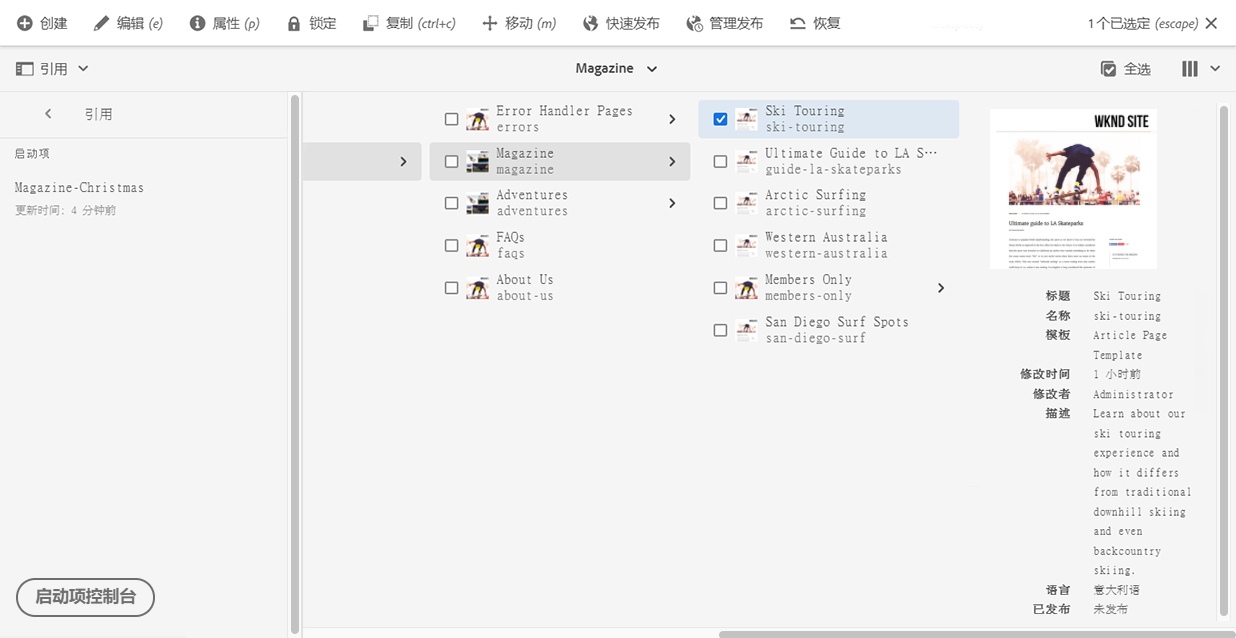 创建 编辑 (e) 属性 (p) 锁定 复制 (ctrl+c) 移动 (m) 快速发布 管理发布 恢复 1个已选定 (escape)
引用 Magazine 全选
引用
启动项
Magazine-Christmas
更新时间: 4 分钟前
启动项控制台
Error Handler Pages
errors
Magazine
magazine
Adventures
adventures
FAQs
faqs
About Us
about-us
Ski Touring
ski-touring
Ultimate Guide to LA S···
guide-la-skateparks
Arctic Surfing
arctic-surfing
Western Australia
western-australia
Members Only
members-only
San Diego Surf Spots
san-diego-surf
WKND SITE
Ultimate guide to LA Skateparks
标题 Ski Touring
名称 ski-touring
模板 Article Page
Template
修改时间 1 小时前
修改者 Administrator
描述 Learn about our
ski touring
experience and
how it differs
from traditional
downhill skiing
and even
backcountry
skiing.
语言 意大利语
已发布 未发布